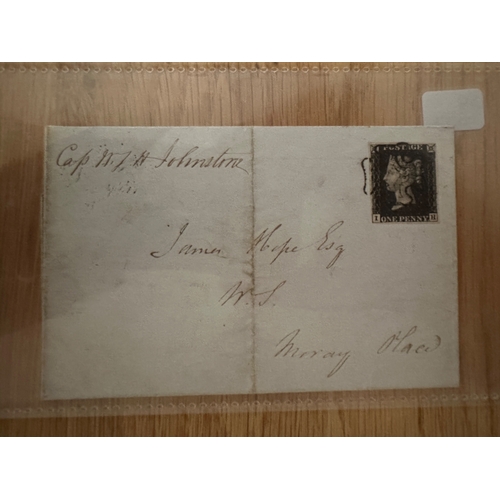 Cap W. H. Johnstone
POSTAGE
ONE PENNY
James Hope Esq
W. S.
Moray Place